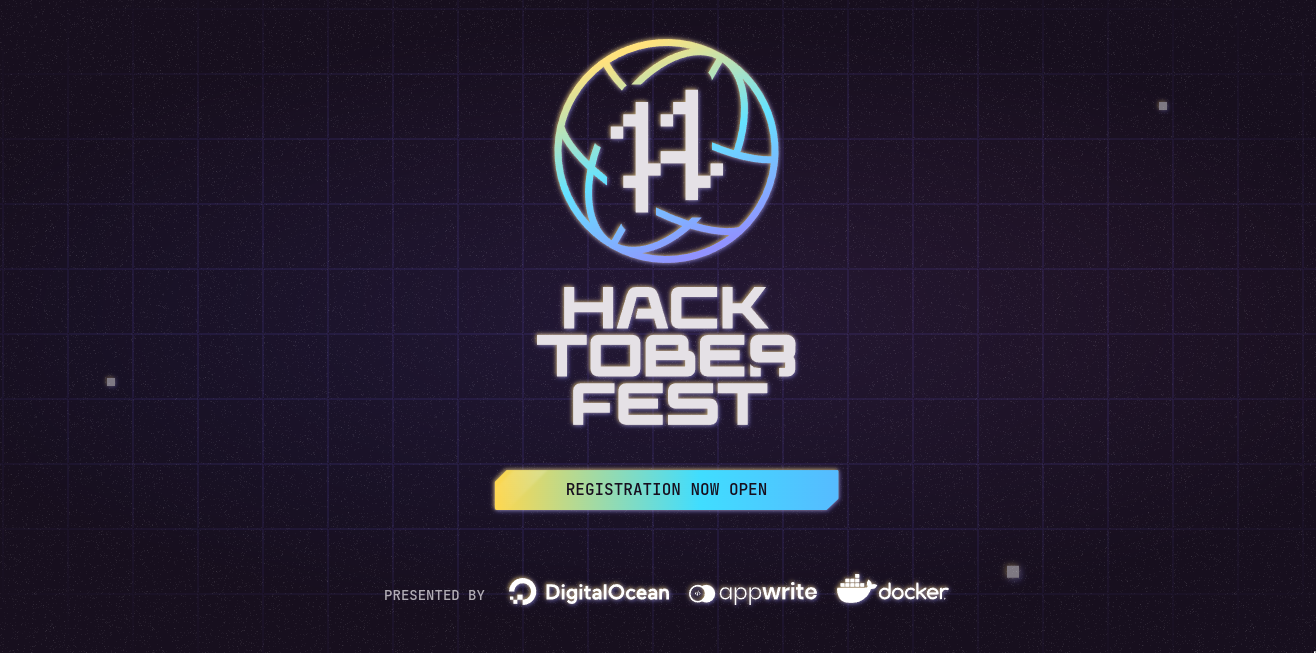 HACK
TOBER
FEST
REGISTRATION NOW OPEN
PRESENTED BY DigitalOcean appwrite docker